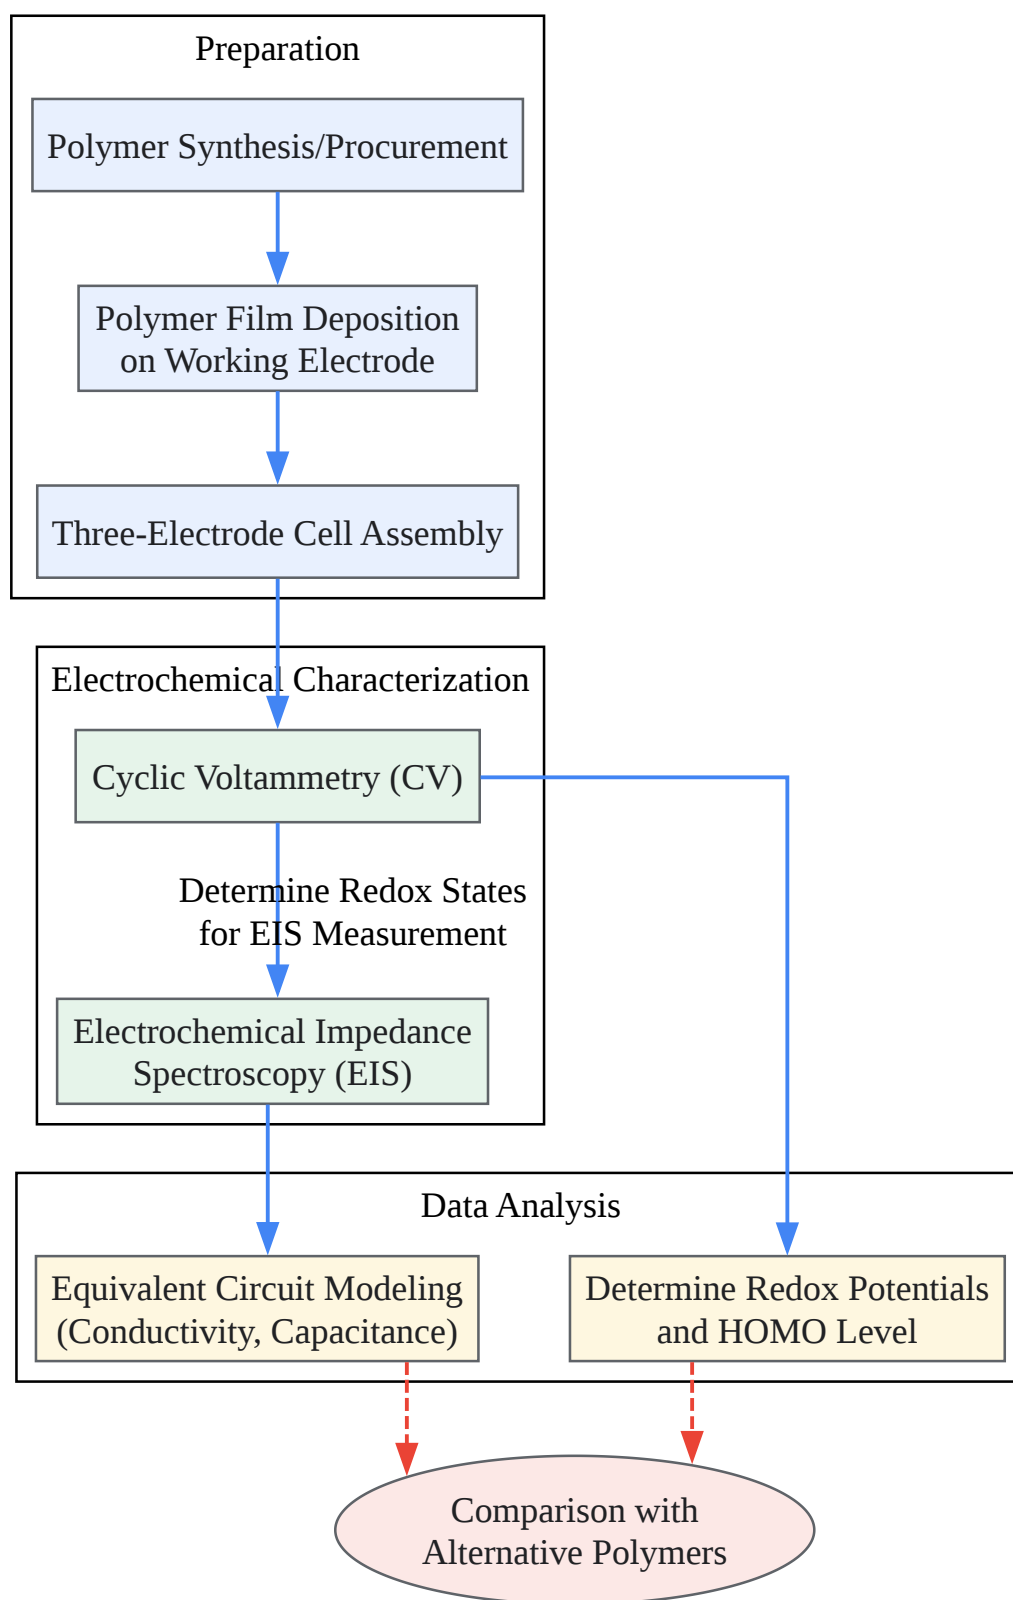 Preparation
Polymer Synthesis/Procurement
Polymer Film Deposition
on Working Electrode
Three-Electrode Cell Assembly
Electrochemical Characterization
Cyclic Voltammetry (CV)
Determine Redox States
for EIS Measurement
Electrochemical Impedance
Spectroscopy (EIS)
Data Analysis
Equivalent Circuit Modeling
(Conductivity, Capacitance)
Determine Redox Potentials
and HOMO Level
Comparison with
Alternative Polymers